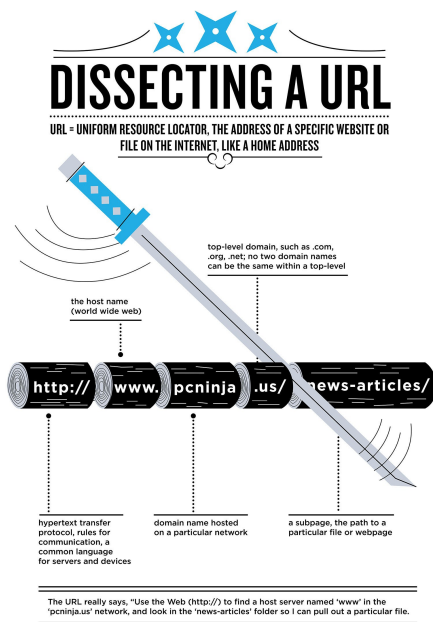 DISSECTING A URL
URL = UNIFORM RESOURCE LOCATOR, THE ADDRESS OF A SPECIFIC WEBSITE OR
FILE ON THE INTERNET, LIKE A HOME ADDRESS
top-level domain, such as .com,
.org, .net; no two domain names
can be the same within a top-level
the host name
(world wide web)
http:// www. pcninja .us/ news-articles/
hypertext transfer
protocol, rules for
communication, a
common language
for servers and devices
domain name hosted
on a particular network
a subpage, the path to a
particular file or webpage
The URL really says, “Use the Web (http://) to find a host server named ‘www’ in the
‘pcninja.us’ network, and look in the ‘news-articles’ folder so I can pull out a particular file.